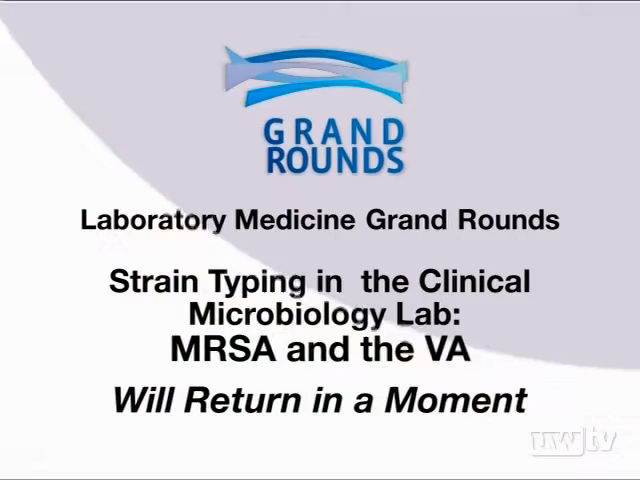 GRAND
ROUNDS
Laboratory Medicine Grand Rounds
Strain Typing in the Clinical
Microbiology Lab:
MRSA and the VA
Will Return in a Moment
uwtv